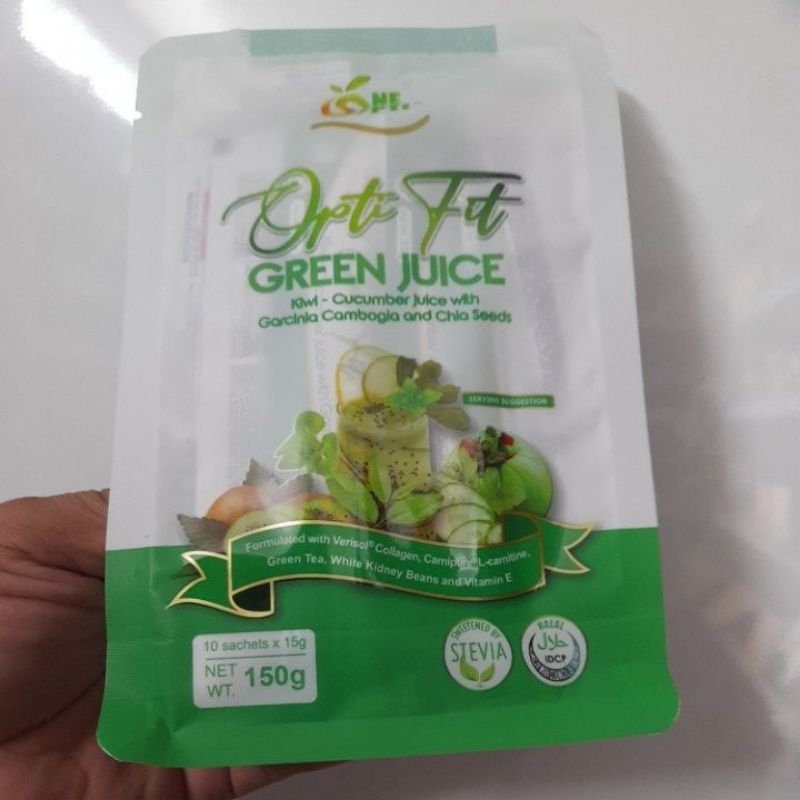 Opti Fit
GREEN JUICE
Kiwi - Cucumber juice with
Garcinia Cambogia and Chia Seeds
SERVING SUGGESTION
Formulated with Verisol® Collagen, Carnipure® L-carnitine,
Green Tea, White Kidney Beans and Vitamin E
10 sachets x 15g
NET
WT. 150g
SWEETENED BY
STEVIA
HALAL
حلال
IDCP